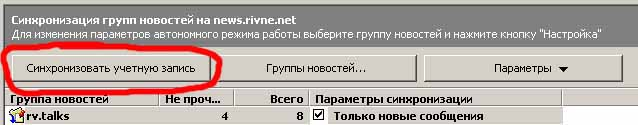 Синхронизация групп новостей на news.rivne.net
Для изменения параметров автономного режима работы выберите группу новостей и нажмите кнопку "Настройка"
Синхронизовать учетную запись Группы новостей... Параметры
Группа новостей Не проч... Всего Параметры синхронизации
rv.talks 4 8 Только новые сообщения